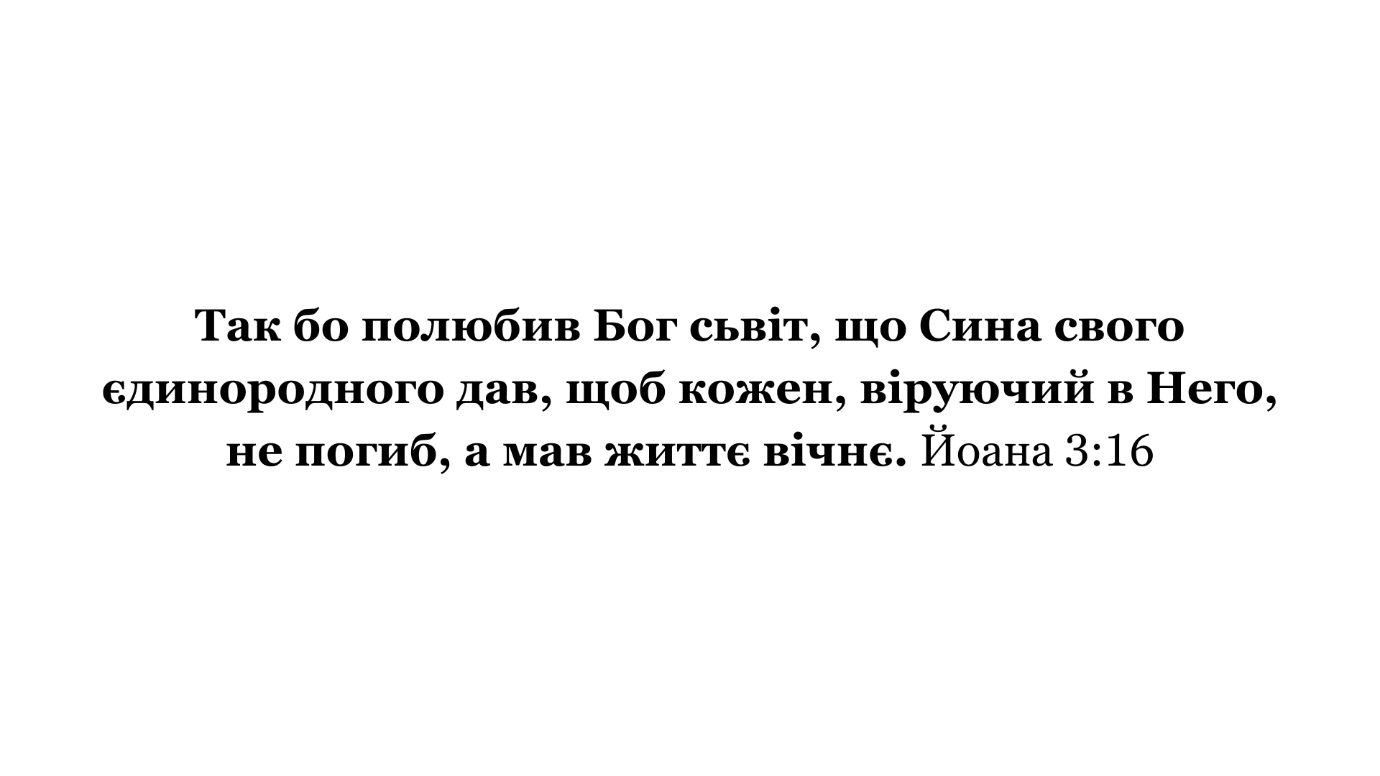 Так бо полюбив Бог сьвіт, що Сина свого
єдинородного дав, щоб кожен, віруючий в Него,
не погиб, а мав життє вічнє. Йоана 3:16